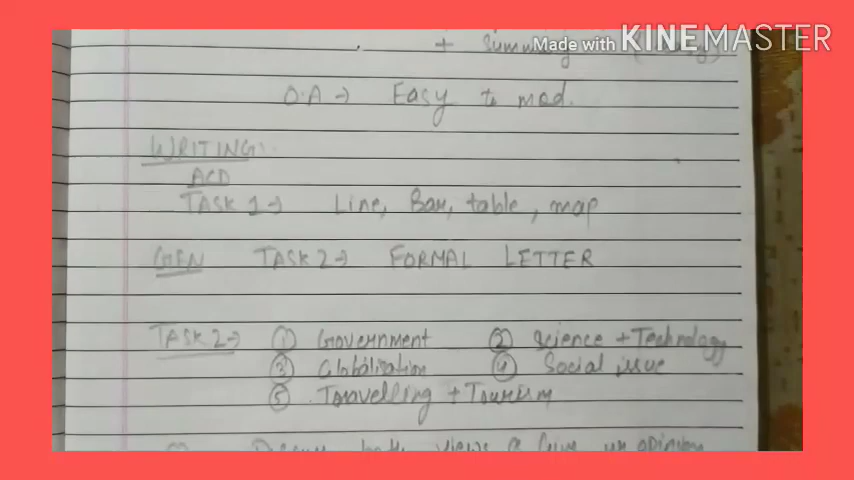 + Summary
Made with KINEMASTER
O.A → Easy to mod.
WRITING:
ACD
TASK 1 → Line, Bar, table, map
GEN TASK 2 → FORMAL LETTER
TASK 2 → ① Government ② Science + Technology
③ Globalisation ④ Social issue
⑤ Travelling + Tourism
both views & Give ur opinion